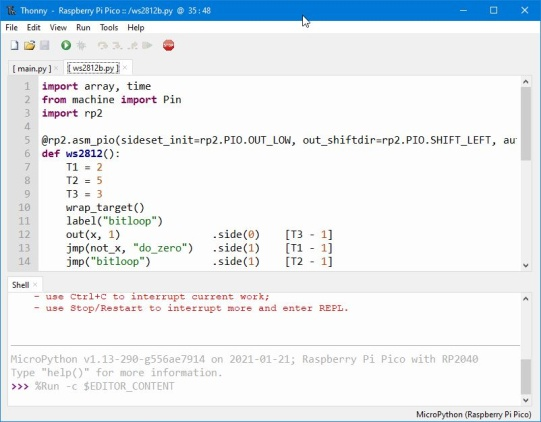 Thonny - Raspberry Pi Pico :: /ws2812b.py @ 35 : 48
File Edit View Run Tools Help
[ main.py ] × [ ws2812b.py ] ×
1 import array, time
2 from machine import Pin
3 import rp2
4
5 @rp2.asm_pio(sideset_init=rp2.PIO.OUT_LOW, out_shiftdir=rp2.PIO.SHIFT_LEFT, au
6 def ws2812():
7 T1 = 2
8 T2 = 5
9 T3 = 3
10 wrap_target()
11 label("bitloop")
12 out(x, 1) .side(0) [T3 - 1]
13 jmp(not_x, "do_zero") .side(1) [T1 - 1]
14 jmp("bitloop") .side(1) [T2 - 1]
Shell ×
- use Ctrl+C to interrupt current work;
- use Stop/Restart to interrupt more and enter REPL.
MicroPython v1.13-290-g556ae7914 on 2021-01-21; Raspberry Pi Pico with RP2040
Type "help()" for more information.
>>> %Run -c $EDITOR_CONTENT
MicroPython (Raspberry Pi Pico)